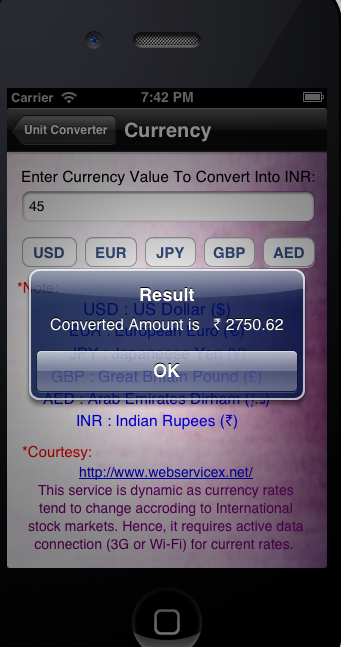 Carrier 7:42 PM
Unit Converter Currency
Enter Currency Value To Convert Into INR:
45
USD EUR JPY GBP AED
*Note:
USD : US Dollar ($)
Result
EUR : European Euro (€)
Converted Amount is ₹ 2750.62
JPY : Japaneese Yen (¥)
OK
GBP : Great Britain Pound (£)
AED : Arab Emirates Dirham
INR : Indian Rupees (₹)
*Courtesy:
http://www.webservicex.net/
This service is dynamic as currency rates
tend to change accroding to International
stock markets. Hence, it requires active data
connection (3G or Wi-Fi) for current rates.